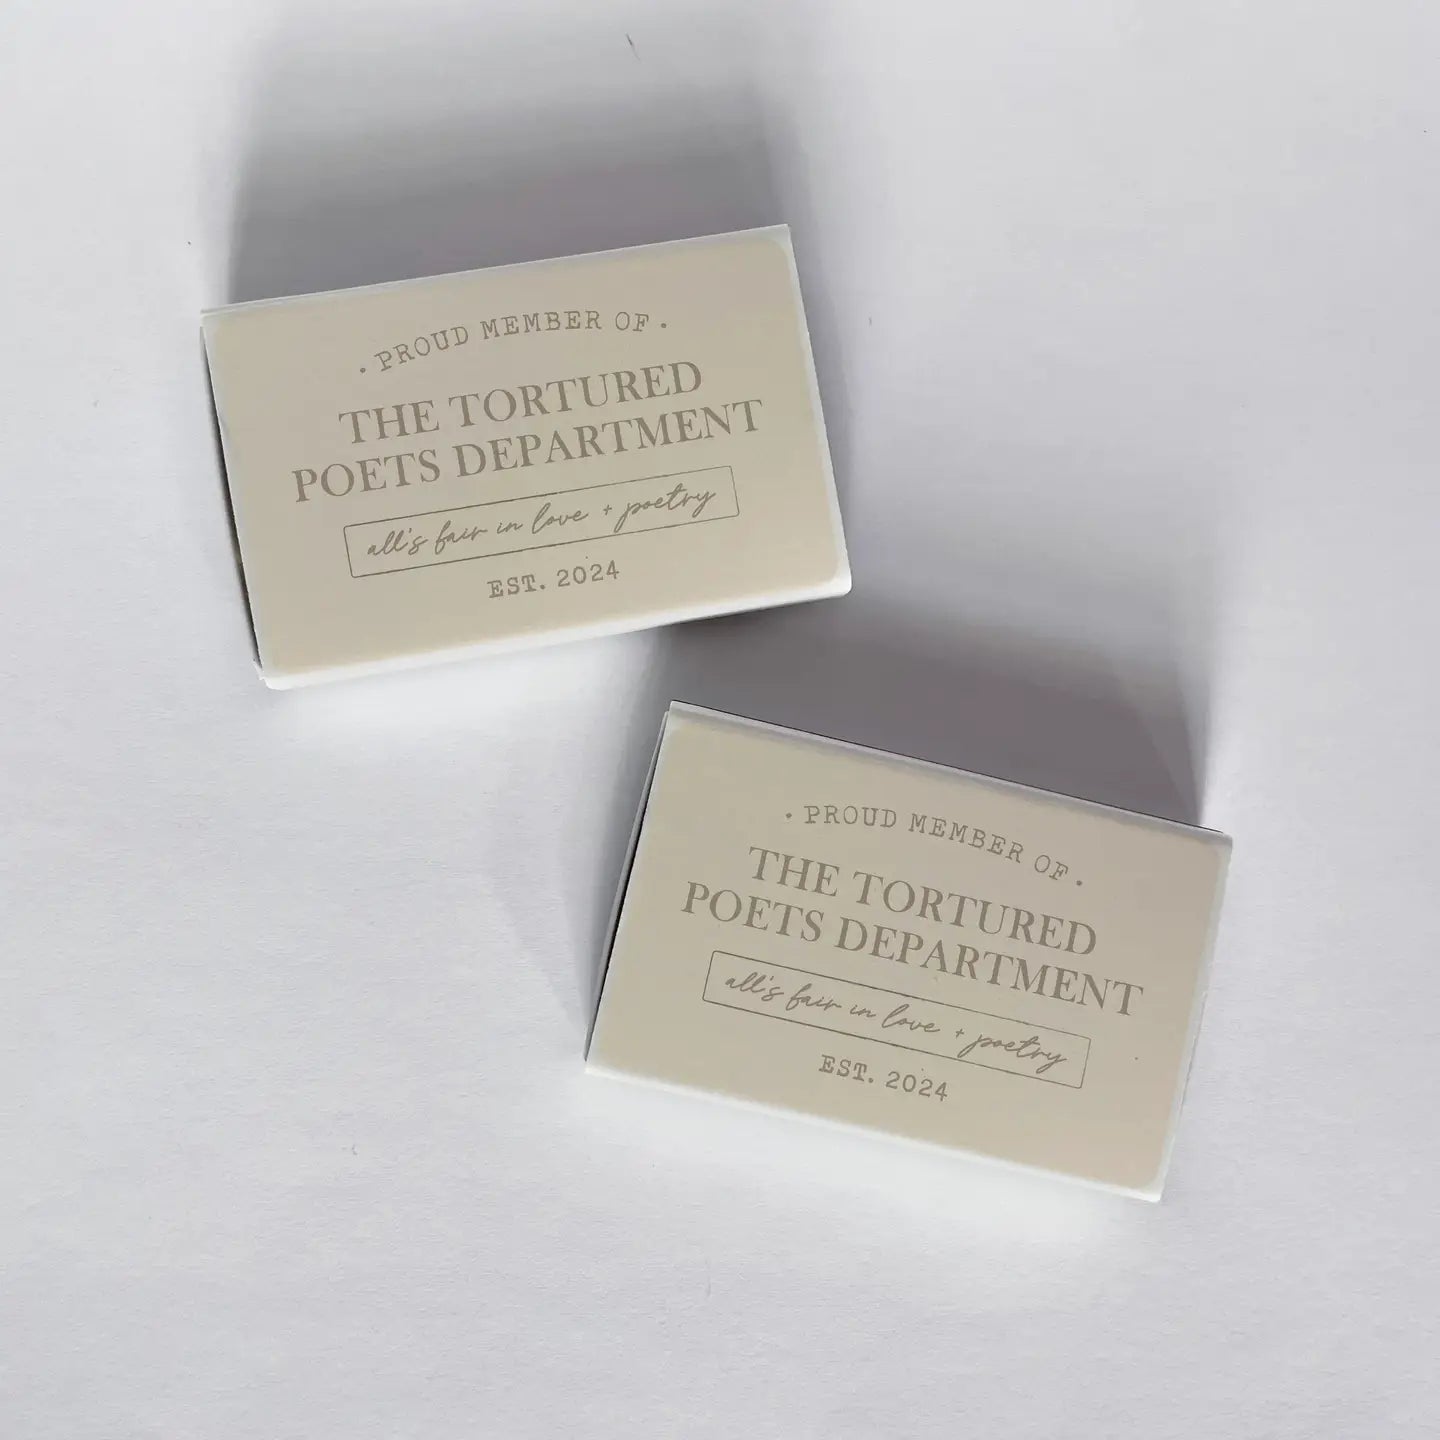 . PROUD MEMBER OF .
THE TORTURED
POETS DEPARTMENT
all's fair in love + poetry
EST. 2024
. PROUD MEMBER OF .
THE TORTURED
POETS DEPARTMENT
all's fair in love + poetry
EST. 2024